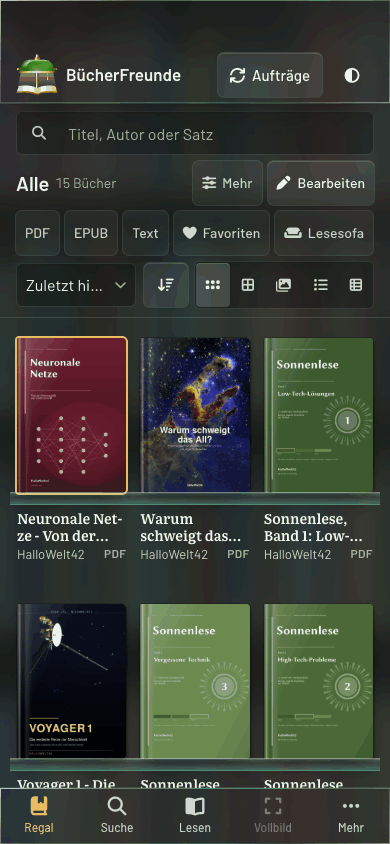 BücherFreunde
Aufträge
Titel, Autor oder Satz
Alle 15 Bücher
Mehr
Bearbeiten
PDF
EPUB
Text
Favoriten
Lesesofa
Zuletzt hi...
Neuronale
Netze
HalloWelt42
Warum schweigt
das All?
HalloWelt42
Sonnenlese
Low-Tech-Lösungen
1
HalloWelt42
Neuronale Net-
ze - Von der...
HalloWelt42 PDF
Warum
schweigt das...
HalloWelt42 PDF
Sonnenlese,
Band 1: Low-...
HalloWelt42 PDF
VOYAGER 1
Sonnenlese
Vergessene Technik
3
Sonnenlese
High-Tech-Probleme
2
Voyager 1 - Die
Sonnenlese
Sonnenlese
Regal
Suche
Lesen
Vollbild
Mehr